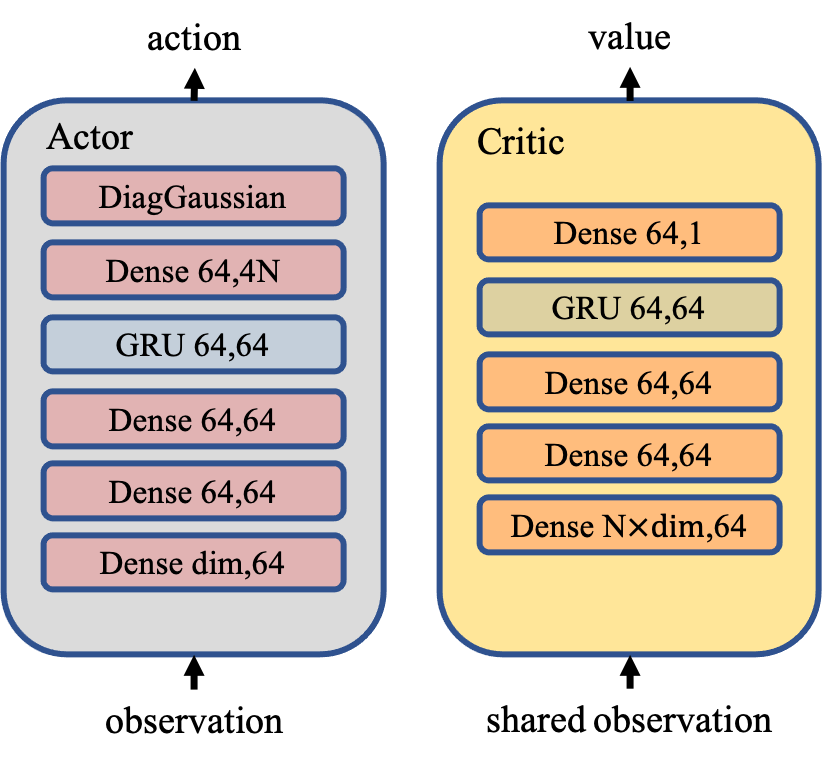 action
Actor
DiagGaussian
Dense 64,4N
GRU 64,64
Dense 64,64
Dense 64,64
Dense dim,64
observation
value
Critic
Dense 64,1
GRU 64,64
Dense 64,64
Dense 64,64
Dense N×dim,64
shared observation